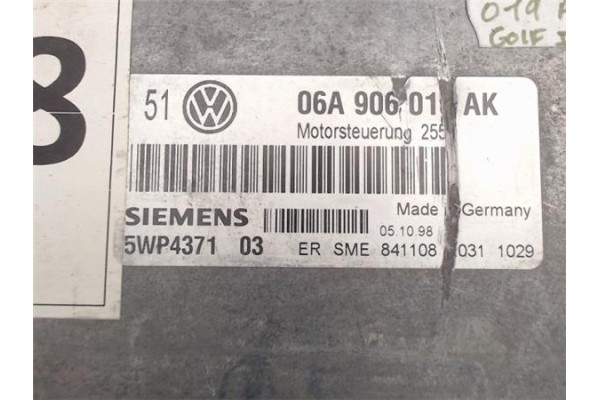 019
GOLF
8
51 06A 906 01 AK
Motorsteuerung 255
SIEMENS
Made Germany
05.10.98
5WP4371 03 ER SME 841108 031 1029